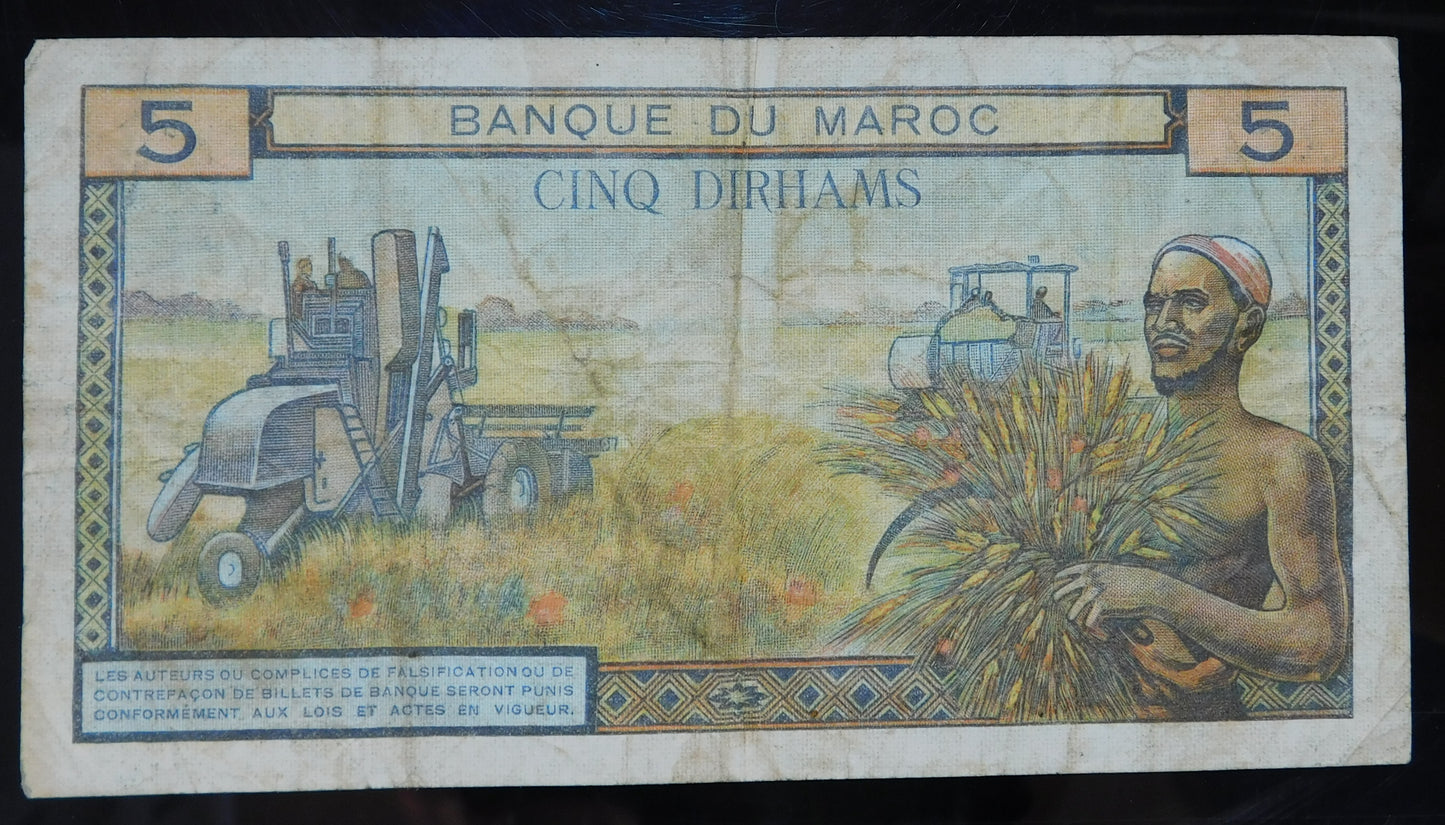 5 BANQUE DU MAROC 5
CINQ DIRHAMS
LES AUTEURS OU COMPLICES DE FALSIFICATION OU DE
CONTREFAÇON DE BILLETS DE BANQUE SERONT PUNIS
CONFORMÉMENT AUX LOIS ET ACTES EN VIGUEUR.